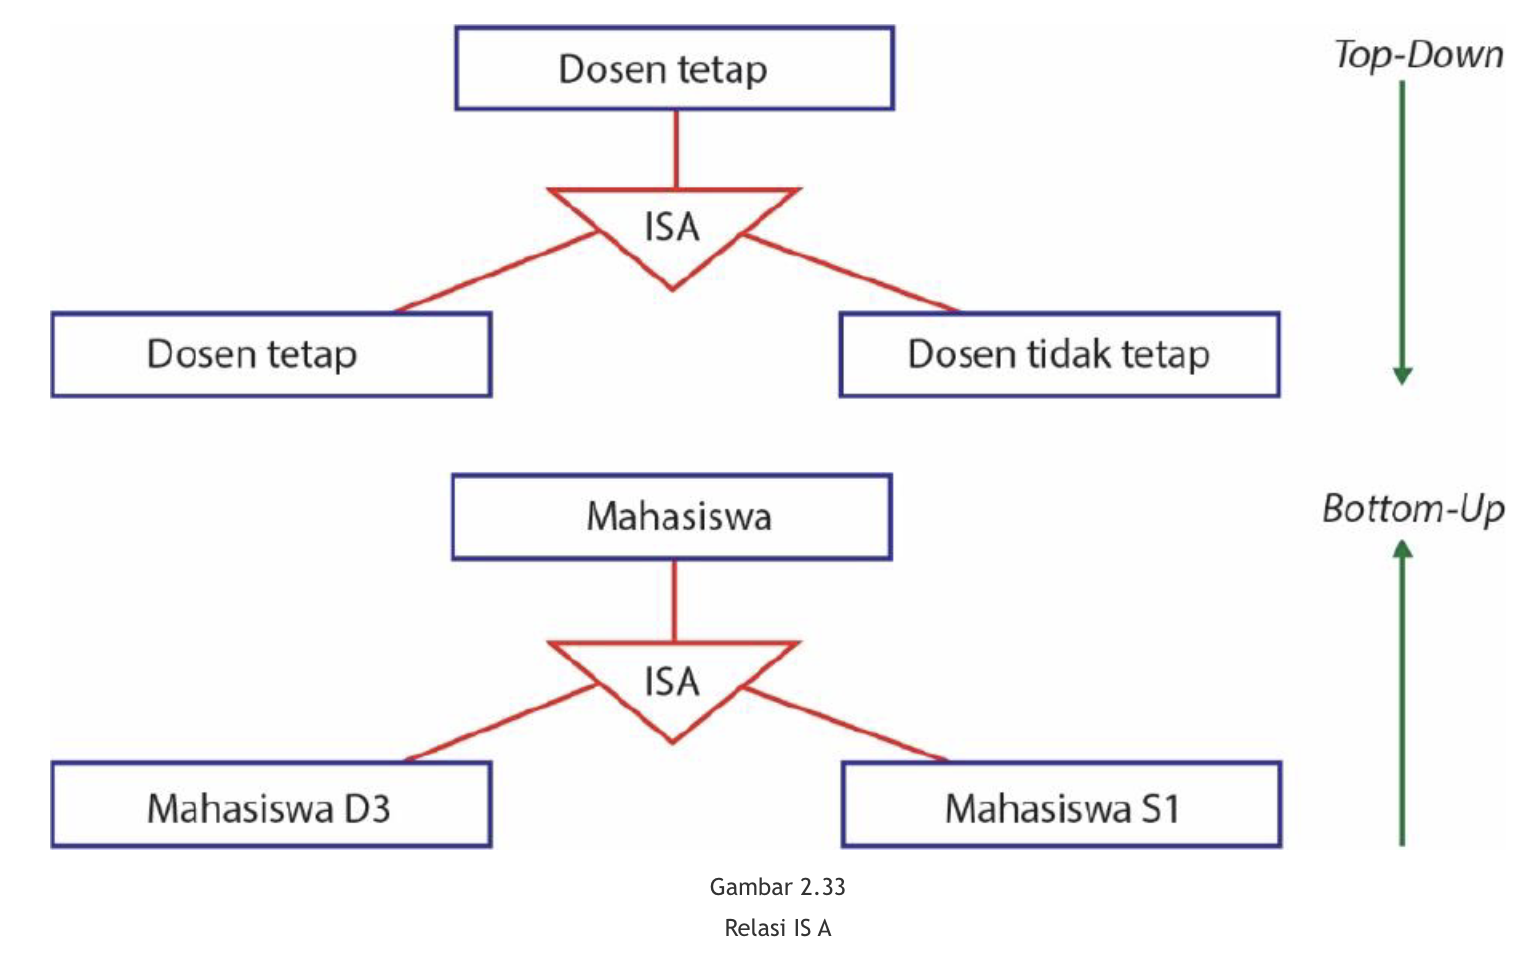 Dosen tetap
Top-Down
ISA
Dosen tetap
Dosen tidak tetap
Mahasiswa
Bottom-Up
ISA
Mahasiswa D3
Mahasiswa S1
Gambar 2.33
Relasi IS A